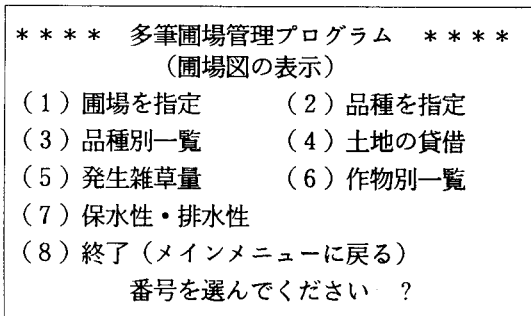 ＊＊＊＊　多筆圃場管理プログラム　＊＊＊＊
（圃場図の表示）
（１）圃場を指定　　（２）品種を指定
（３）品種別一覧　　（４）土地の貸借
（５）発生雑草量　　（６）作物別一覧
（７）保水性・排水性
（８）終了（メインメニューに戻る）
番号を選んでください　？